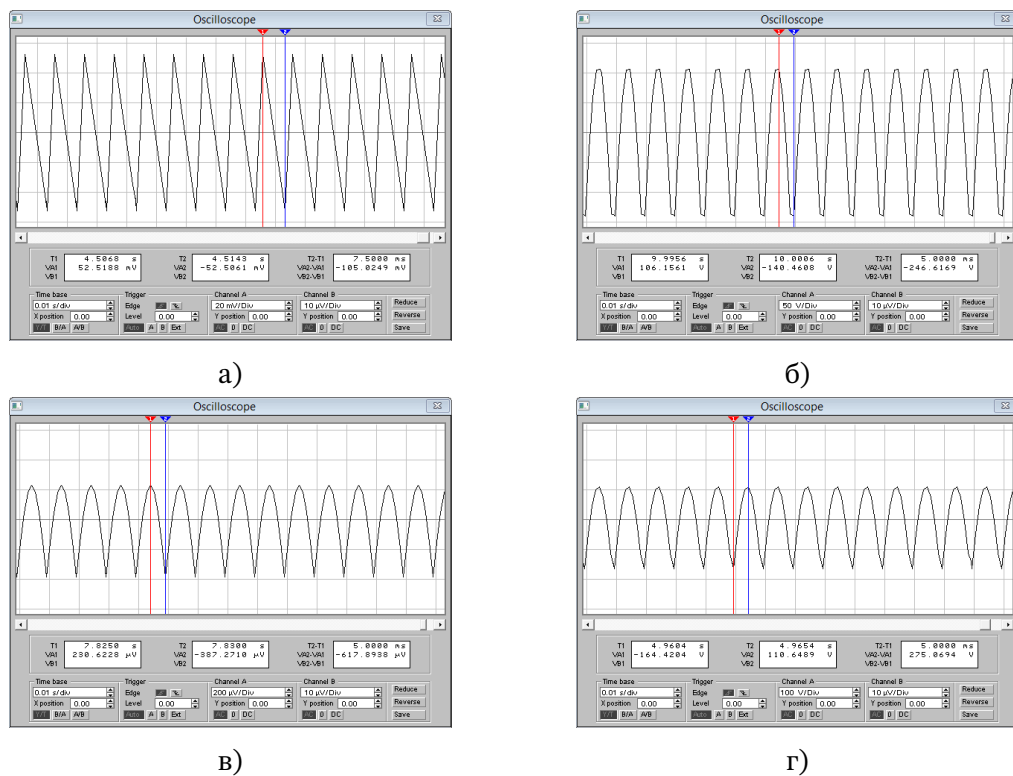 Oscilloscope
T1 4.5068 s T2 4.5143 s T2-T1 7.5000 ms
VA1 52.5188 mV VA2 -52.5061 mV VA2-VA1 -105.0249 mV
VB1 VB2 VB2-VB1
Time base Trigger Channel A Channel B
0.01 s/div Edge 20 mV/Div 10 µV/Div Reduce
X position 0.00 Level 0.00 Y position 0.00 Y position 0.00 Reverse
Y/T B/A A/B Auto A B Ext AC 0 DC AC 0 DC Save
а)
Oscilloscope
T1 9.9956 s T2 10.0006 s T2-T1 5.0000 ms
VA1 106.1561 V VA2 -140.4608 V VA2-VA1 -246.6169 V
VB1 VB2 VB2-VB1
Time base Trigger Channel A Channel B
0.01 s/div Edge 50 V/Div 10 µV/Div Reduce
X position 0.00 Level 0.00 Y position 0.00 Y position 0.00 Reverse
Y/T B/A A/B Auto A B Ext AC 0 DC AC 0 DC Save
б)
Oscilloscope
T1 7.8250 s T2 7.8300 s T2-T1 5.0000 ms
VA1 230.6228 µV VA2 -387.2710 µV VA2-VA1 -617.8938 µV
VB1 VB2 VB2-VB1
Time base Trigger Channel A Channel B
0.01 s/div Edge 200 µV/Div 10 µV/Div Reduce
X position 0.00 Level 0.00 Y position 0.00 Y position 0.00 Reverse
Y/T B/A A/B Auto A B Ext AC 0 DC AC 0 DC Save
в)
Oscilloscope
T1 4.9604 s T2 4.9654 s T2-T1 5.0000 ms
VA1 -164.4204 V VA2 110.6489 V VA2-VA1 275.0694 V
VB1 VB2 VB2-VB1
Time base Trigger Channel A Channel B
0.01 s/div Edge 100 V/Div 10 µV/Div Reduce
X position 0.00 Level 0.00 Y position 0.00 Y position 0.00 Reverse
Y/T B/A A/B Auto A B Ext AC 0 DC AC 0 DC Save
г)